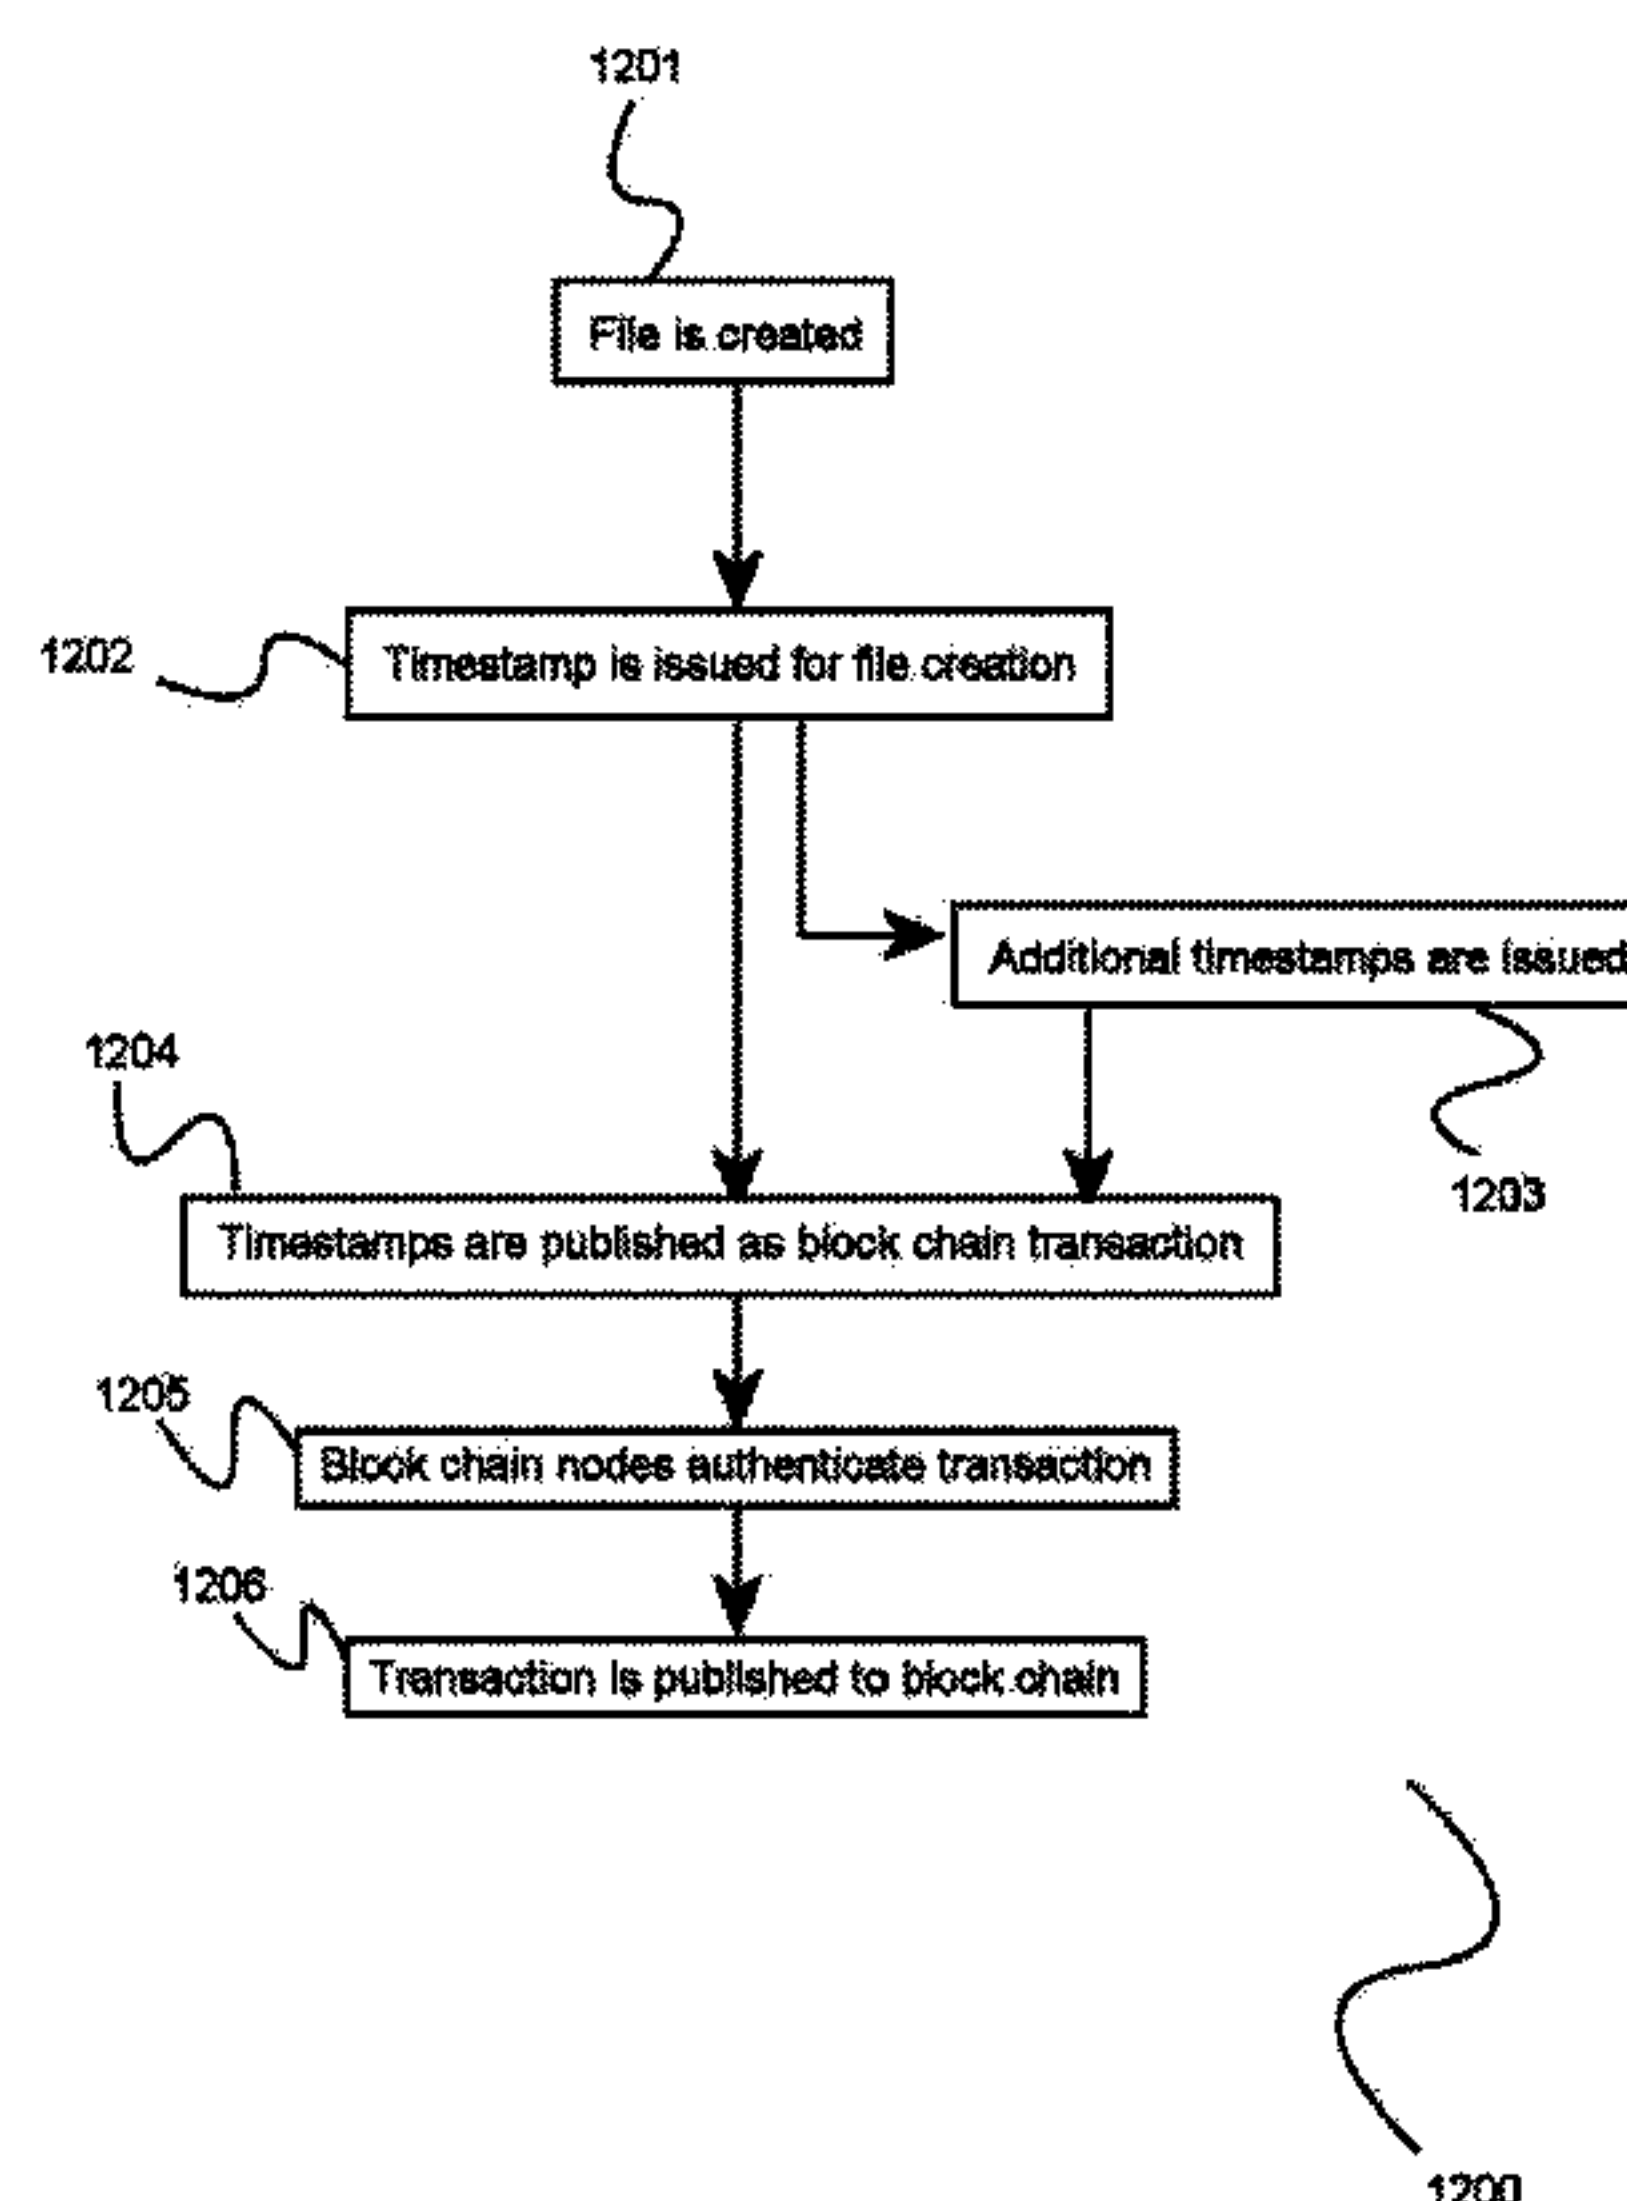 1201
File is created
1202
Timestamp is issued for file creation
Additional timestamps are issued
1204
1203
Timestamps are published as block chain transaction
1205
Block chain nodes authenticate transaction
1206
Transaction is published to block chain
1200